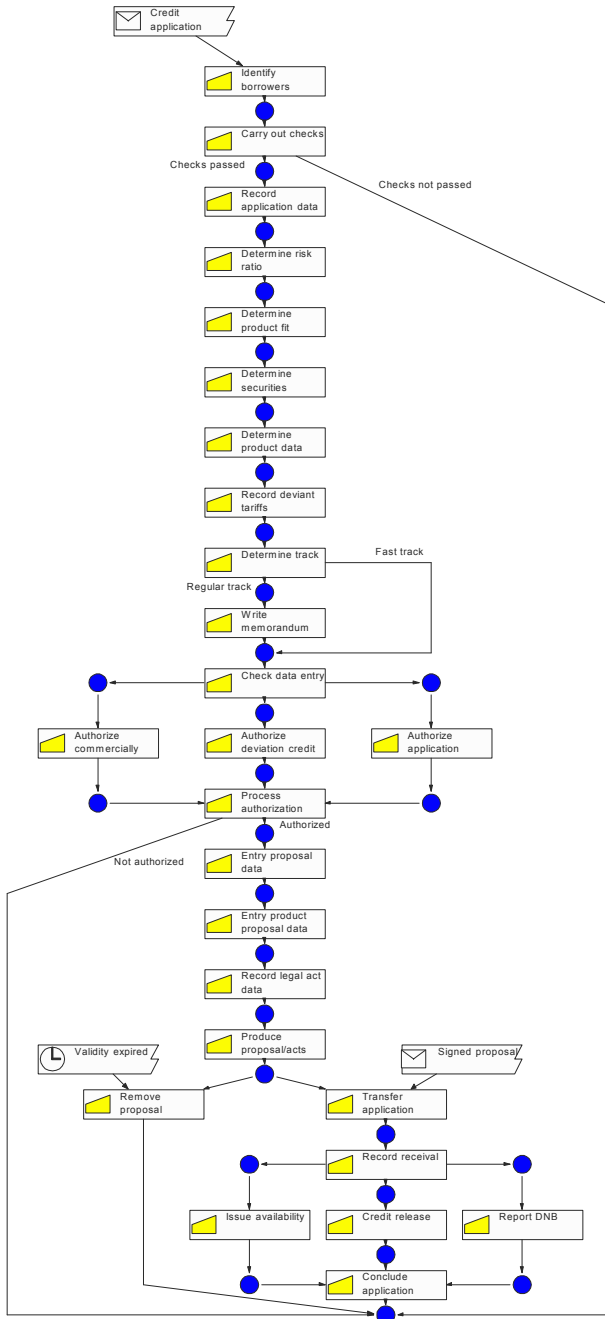 Credit
application
Identify
borrowers
Carry out checks
Checks passed
Checks not passed
Record
application data
Determine risk
ratio
Determine
product fit
Determine
securities
Determine
product data
Record deviant
tariffs
Determine track
Fast track
Regular track
Write
memorandum
Check data entry
Authorize
commercially
Authorize
deviation credit
Authorize
application
Process
authorization
Authorized
Not authorized
Entry proposal
data
Entry product
proposal data
Record legal act
data
Produce
proposal/acts
Validity expired
Signed proposal
Remove
proposal
Transfer
application
Record receival
Issue availability
Credit release
Report DNB
Conclude
application